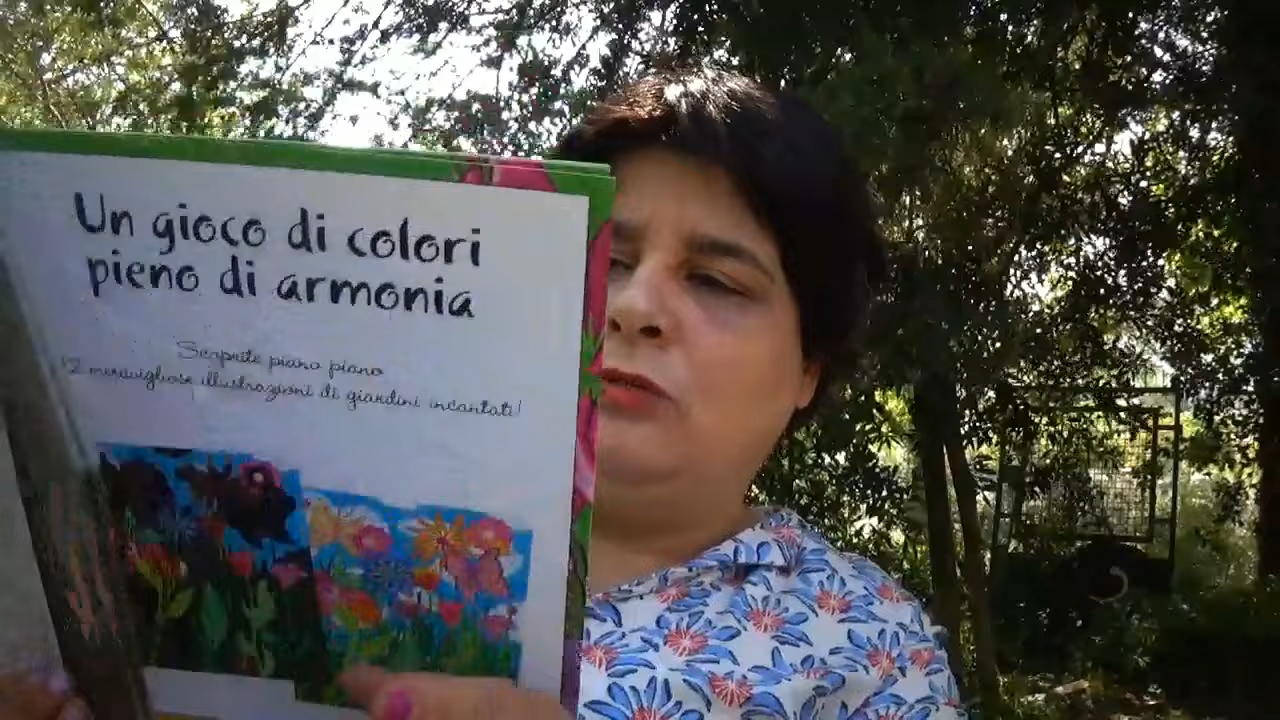 Un gioco di colori
pieno di armonia
Scoprite piano piano
12 meravigliose illustrazioni di giardini incantati!